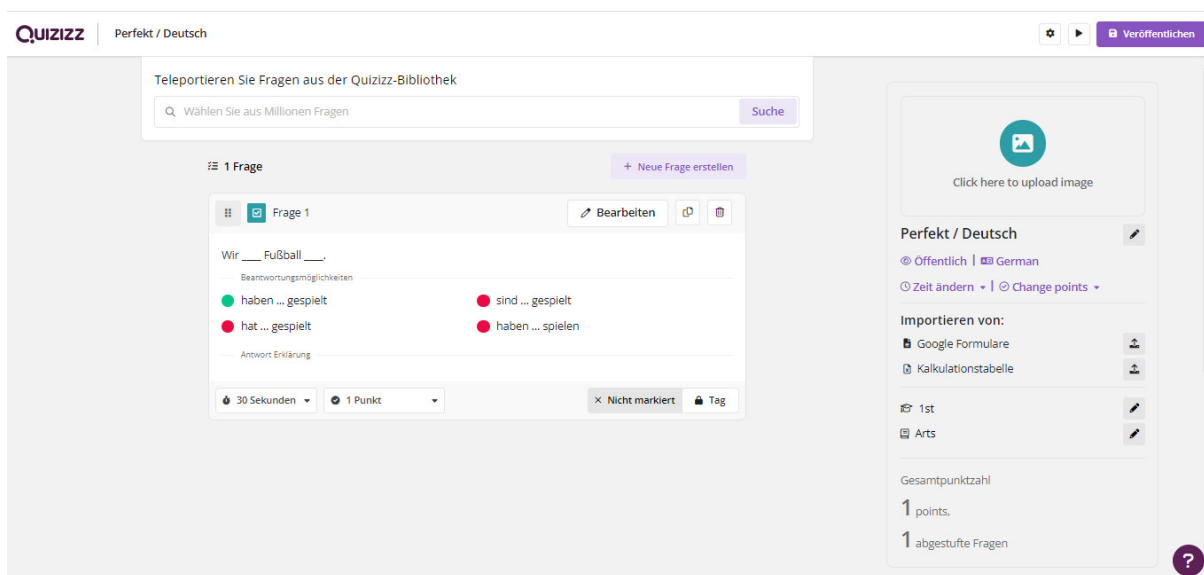 QUIZIZZ
Perfekt / Deutsch
Veröffentlichen
Teleportieren Sie Fragen aus der Quizizz-Bibliothek
Wählen Sie aus Millionen Fragen
Suche
1 Frage
+ Neue Frage erstellen
Frage 1
Bearbeiten
Wir ____ Fußball ____.
Beantwortungsmöglichkeiten
haben ... gespielt
sind ... gespielt
hat ... gespielt
haben ... spielen
Antwort Erklärung
30 Sekunden
1 Punkt
Nicht markiert
Tag
Click here to upload image
Perfekt / Deutsch
Öffentlich | German
Zeit ändern | Change points
Importieren von:
Google Formulare
Kalkulationstabelle
1st
Arts
Gesamtpunktzahl
1 points,
1 abgestufte Fragen
?